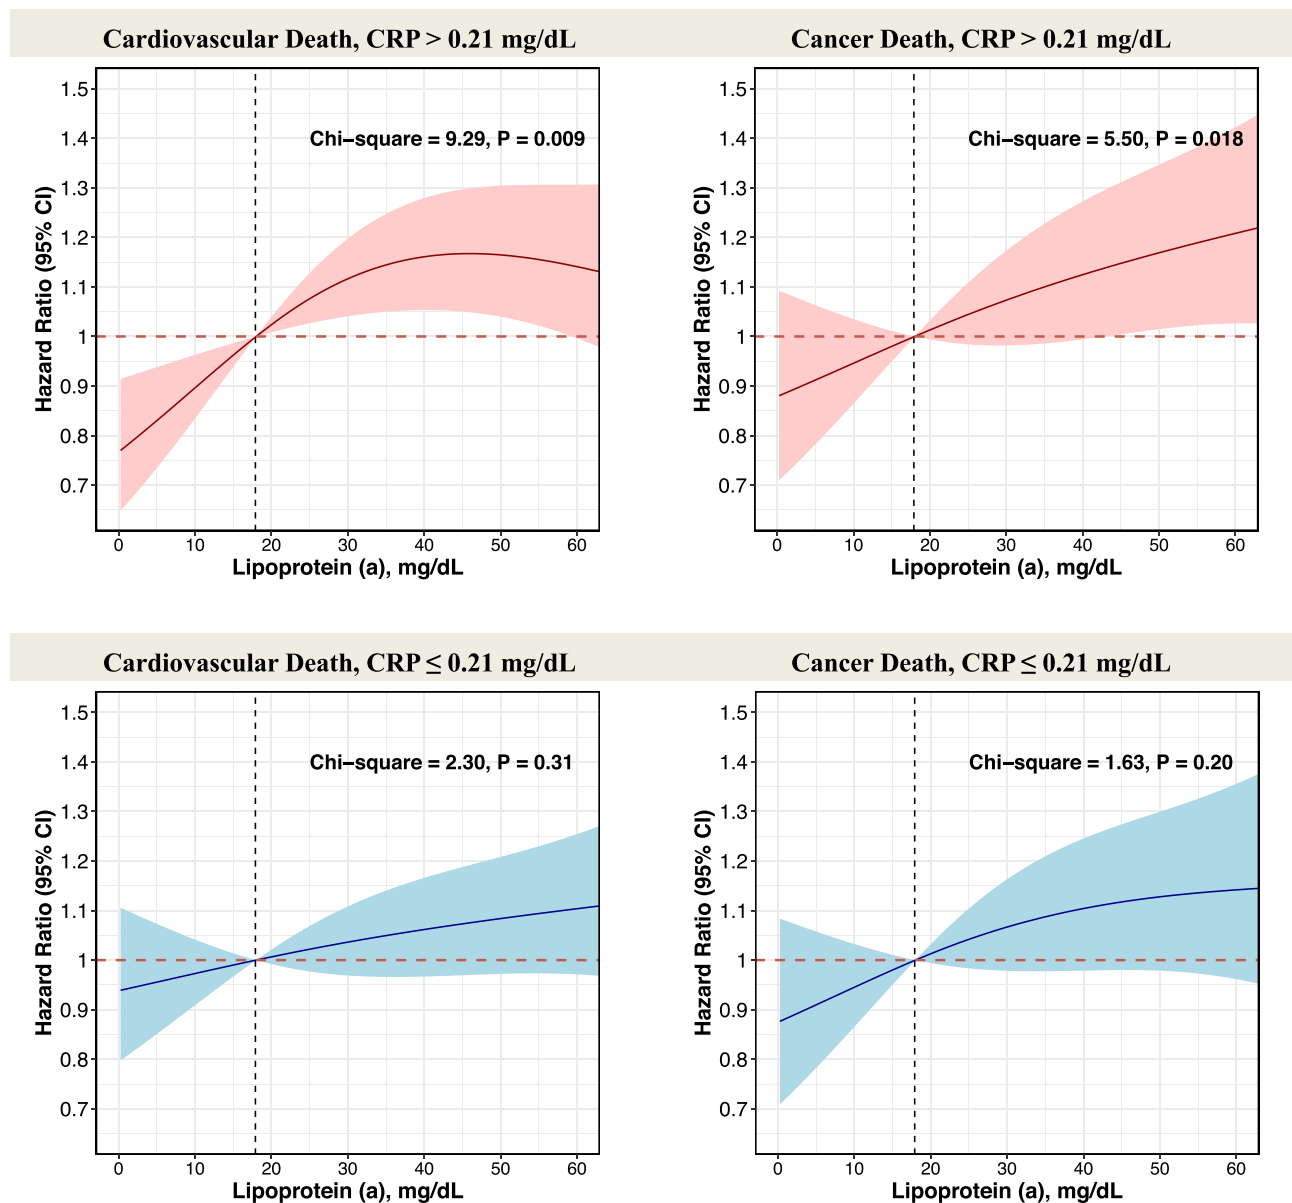 Cardiovascular Death, CRP > 0.21 mg/dL
Cancer Death, CRP > 0.21 mg/dL
Hazard Ratio (95% CI)
1.5
1.4
1.3
1.2
1.1
1
0.9
0.8
0.7
Chi−square = 9.29, P = 0.009
0 10 20 30 40 50 60
Lipoprotein (a), mg/dL
Hazard Ratio (95% CI)
1.5
1.4
1.3
1.2
1.1
1
0.9
0.8
0.7
Chi−square = 5.50, P = 0.018
0 10 20 30 40 50 60
Lipoprotein (a), mg/dL
Cardiovascular Death, CRP ≤ 0.21 mg/dL
Cancer Death, CRP ≤ 0.21 mg/dL
Hazard Ratio (95% CI)
1.5
1.4
1.3
1.2
1.1
1
0.9
0.8
0.7
Chi−square = 2.30, P = 0.31
0 10 20 30 40 50 60
Lipoprotein (a), mg/dL
Hazard Ratio (95% CI)
1.5
1.4
1.3
1.2
1.1
1
0.9
0.8
0.7
Chi−square = 1.63, P = 0.20
0 10 20 30 40 50 60
Lipoprotein (a), mg/dL